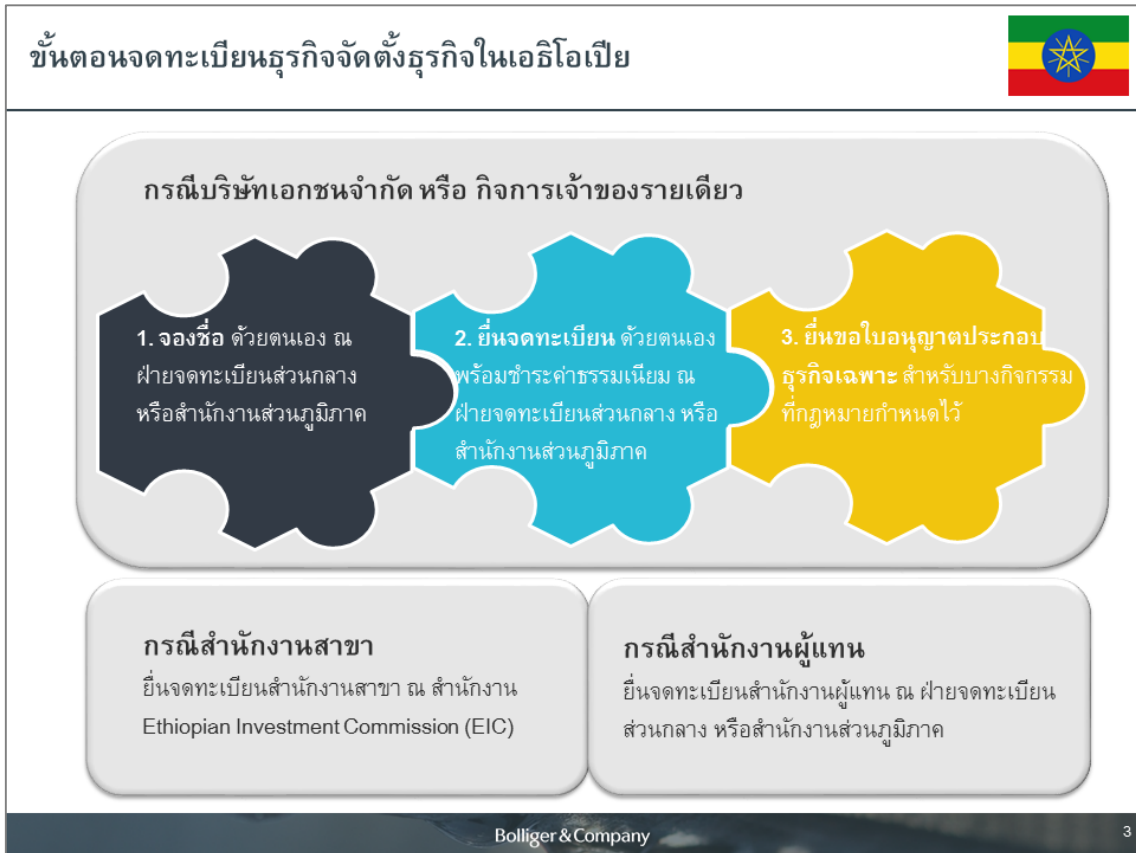 ขั้นตอนจดทะเบียนธุรกิจจัดตั้งธุรกิจในเอธิโอเปีย
กรณีบริษัทเอกชนจำกัด หรือ กิจการเจ้าของรายเดียว
1. จองชื่อ ด้วยตนเอง ณ
ฝ่ายจดทะเบียนส่วนกลาง
หรือสำนักงานส่วนภูมิภาค
2. ยื่นจดทะเบียน ด้วยตนเอง
พร้อมชำระค่าธรรมเนียม ณ
ฝ่ายจดทะเบียนส่วนกลาง หรือ
สำนักงานส่วนภูมิภาค
3. ยื่นขอใบอนุญาตประกอบ
ธุรกิจเฉพาะ สำหรับบางกิจกรรม
ที่กฎหมายกำหนดไว้
กรณีสำนักงานสาขา
ยื่นจดทะเบียนสำนักงานสาขา ณ สำนักงาน
Ethiopian Investment Commission (EIC)
กรณีสำนักงานผู้แทน
ยื่นจดทะเบียนสำนักงานผู้แทน ณ ฝ่ายจดทะเบียน
ส่วนกลาง หรือสำนักงานส่วนภูมิภาค
Bolliger & Company
3